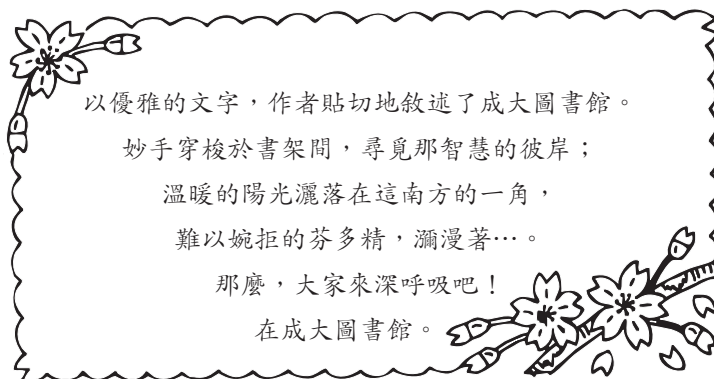 以優雅的文字，作者貼切地敘述了成大圖書館。
妙手穿梭於書架間，尋覓那智慧的彼岸；
溫暖的陽光灑落在這南方的一角，
難以婉拒的芬多精，瀰漫著…。
那麼，大家來深呼吸吧！
在成大圖書館。